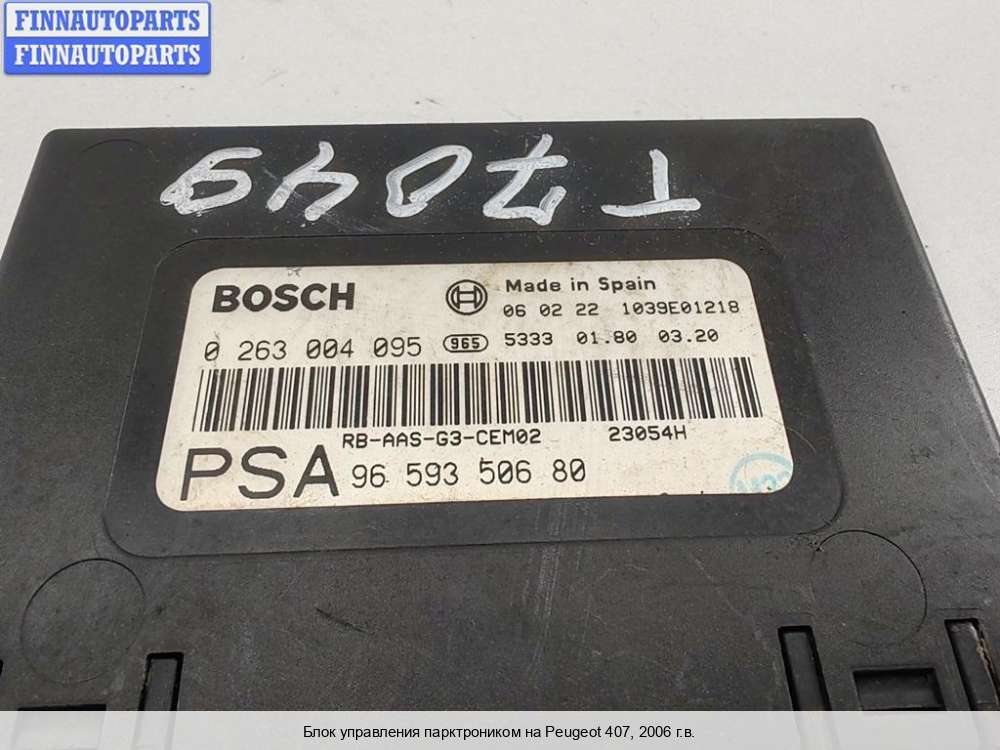 FINNAUTOPARTS
FINNAUTOPARTS
T 7049
BOSCH
Made in Spain
06 02 22 1039E01218
0 263 004 095 965 5333 01.80 03.20
RB-AAS-G3-CEM02 23054H
PSA 96 593 506 80
Блок управления парктроником на Peugeot 407, 2006 г.в.